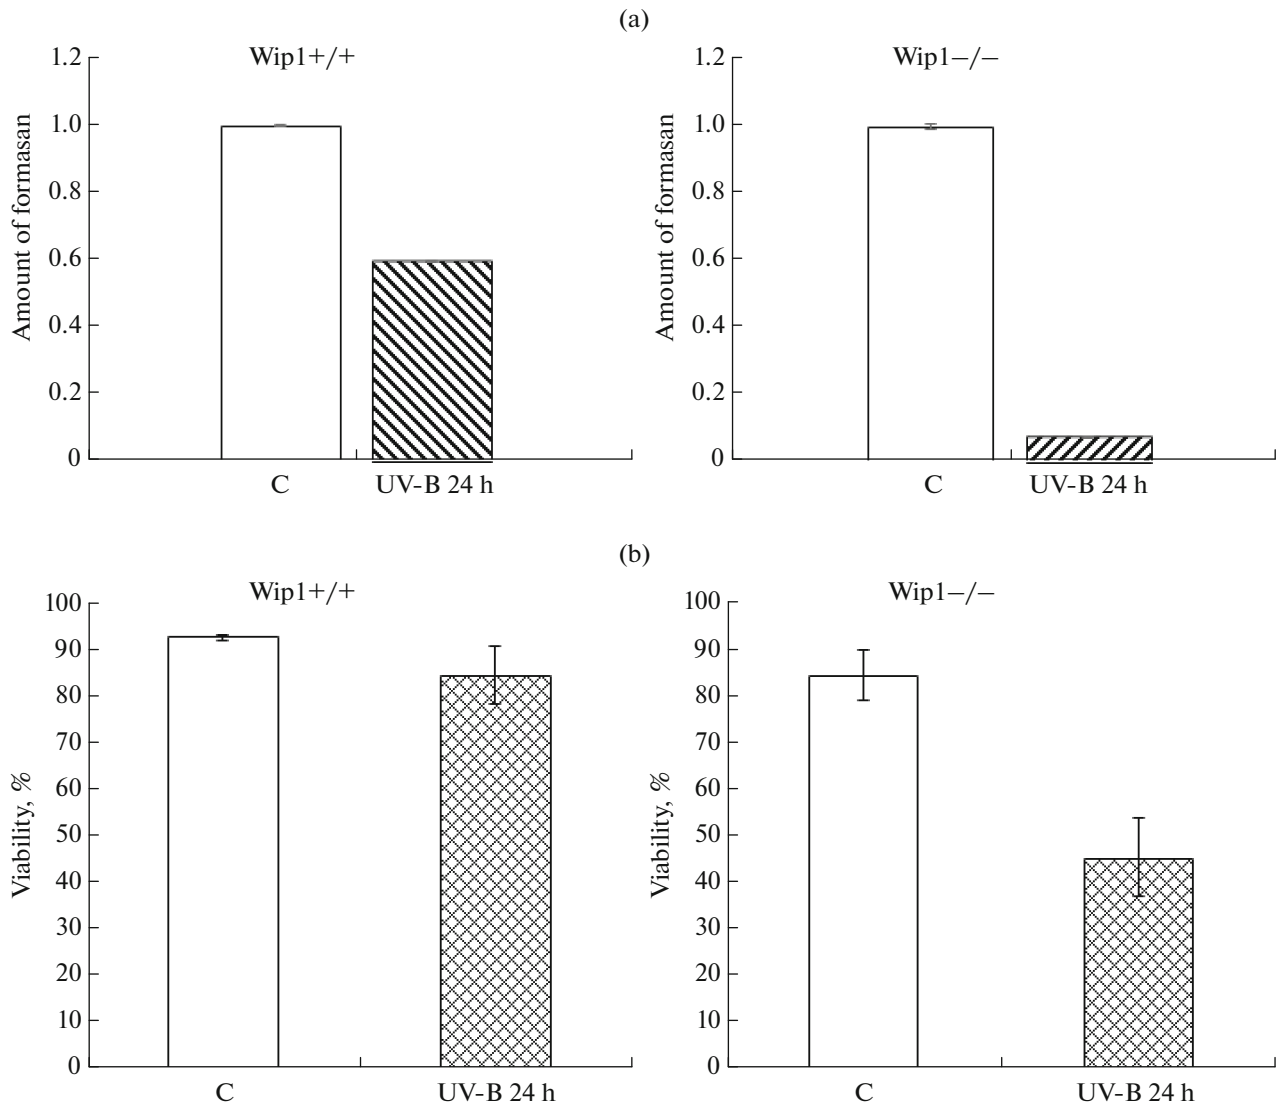 (a)
Wip1+/+
Amount of formasan
1.2
1.0
0.8
0.6
0.4
0.2
0
C
UV-B 24 h
Wip1−/−
Amount of formasan
1.2
1.0
0.8
0.6
0.4
0.2
0
C
UV-B 24 h
(b)
Wip1+/+
Viability, %
100
90
80
70
60
50
40
30
20
10
0
C
UV-B 24 h
Wip1−/−
Viability, %
100
90
80
70
60
50
40
30
20
10
0
C
UV-B 24 h